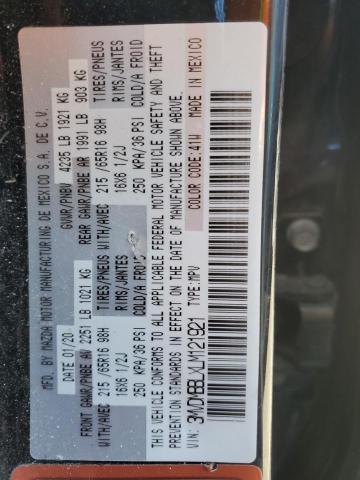 MFD. BY MAZDA MOTOR MANUFACTURING DE MEXICO S.A. DE C.V.
DATE 01/20 GVWR/PNBV 4235 LB 1921 KG
FRONT GAWR/PNBE AV 2251 LB 1021 KG REAR GAWR/PNBE AR 1991 LB 903 KG
WITH/AVEC 215 /65R16 98H TIRES/PNEUS WITH/AVEC 215 /65R16 98H TIRES/PNEUS
16X6 1/2J RIMS/JANTES 16X6 1/2J RIMS/JANTES
250 KPA/36 PSI COLD/A FROID 250 KPA/36 PSI COLD/A FROID
THIS VEHICLE CONFORMS TO ALL APPLICABLE FEDERAL MOTOR VEHICLE SAFETY AND THEFT
PREVENTION STANDARDS IN EFFECT ON THE DATE OF MANUFACTURE SHOWN ABOVE.
VIN: TYPE: MPV COLOR CODE: 41W MADE IN MEXICO